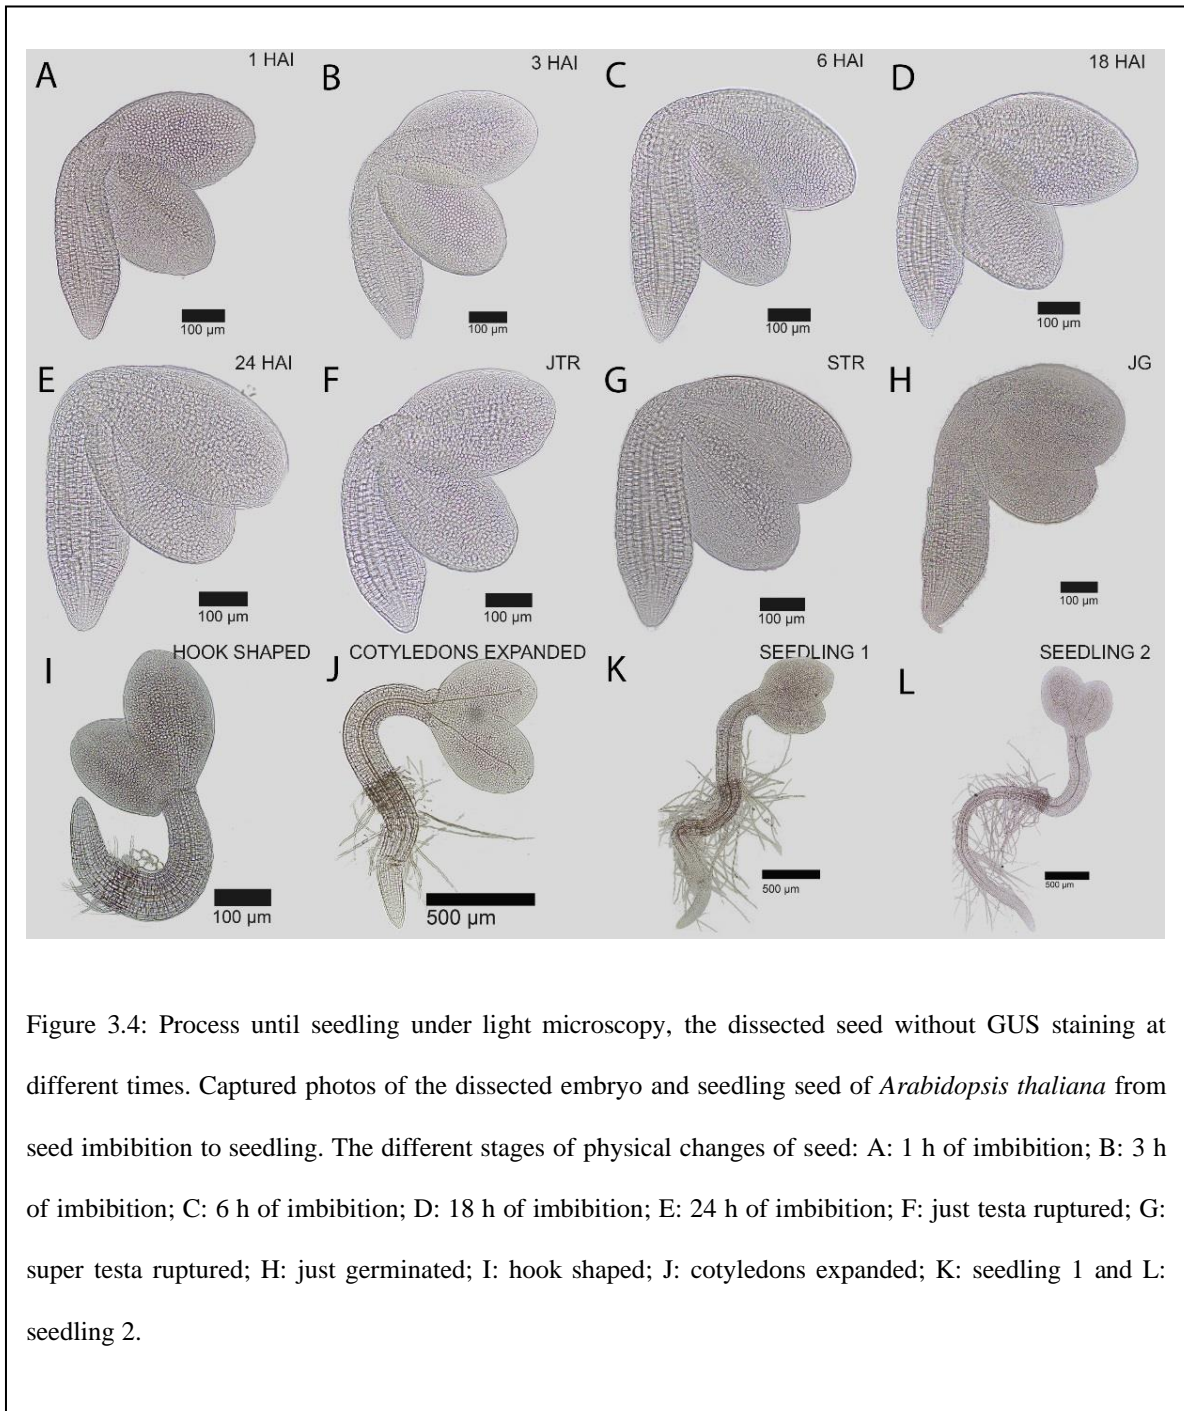 A 1 HAI B 3 HAI C 6 HAI D 18 HAI
100 µm 100 µm 100 µm 100 µm
E 24 HAI F JTR G STR H JG
100 µm 100 µm 100 µm 100 µm
I HOOK SHAPED J COTYLEDONS EXPANDED K SEEDLING 1 L SEEDLING 2
100 µm 500 µm 500 µm 500 µm
Figure 3.4: Process until seedling under light microscopy, the dissected seed without GUS staining at
different times. Captured photos of the dissected embryo and seedling seed of Arabidopsis thaliana from
seed imbibition to seedling. The different stages of physical changes of seed: A: 1 h of imbibition; B: 3 h
of imbibition; C: 6 h of imbibition; D: 18 h of imbibition; E: 24 h of imbibition; F: just testa ruptured; G:
super testa ruptured; H: just germinated; I: hook shaped; J: cotyledons expanded; K: seedling 1 and L:
seedling 2.